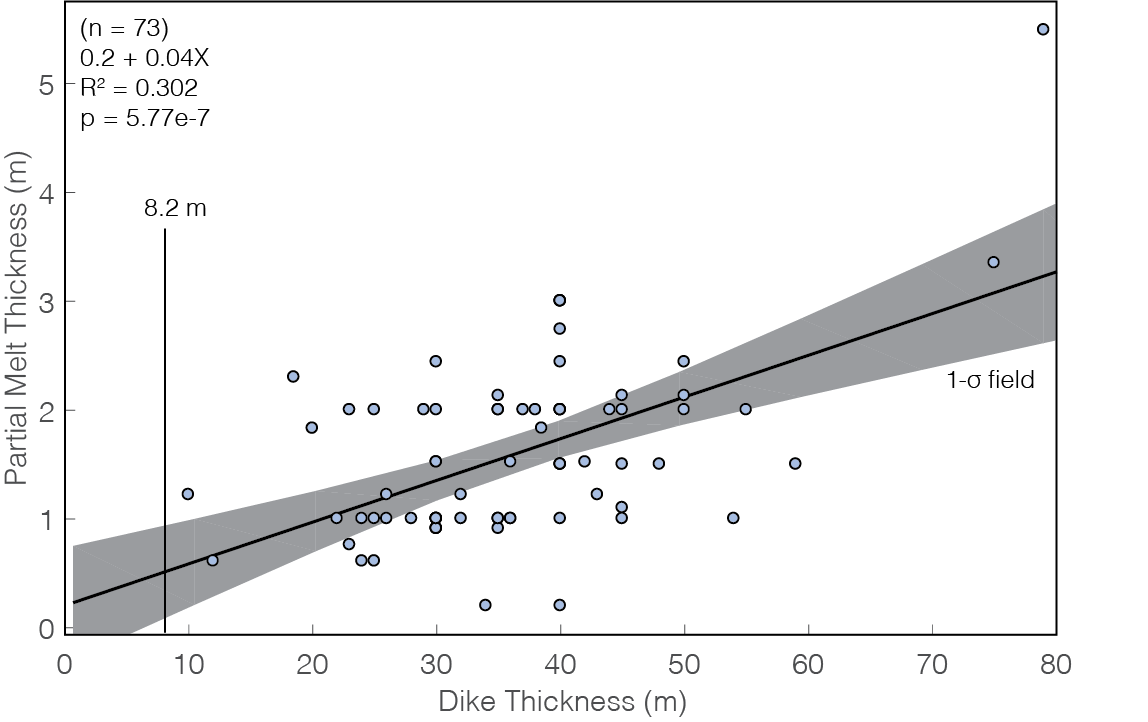 (n = 73)
0.2 + 0.04X
R² = 0.302
p = 5.77e-7
8.2 m
1-σ field
Partial Melt Thickness (m)
5
4
3
2
1
0
0 10 20 30 40 50 60 70 80
Dike Thickness (m)